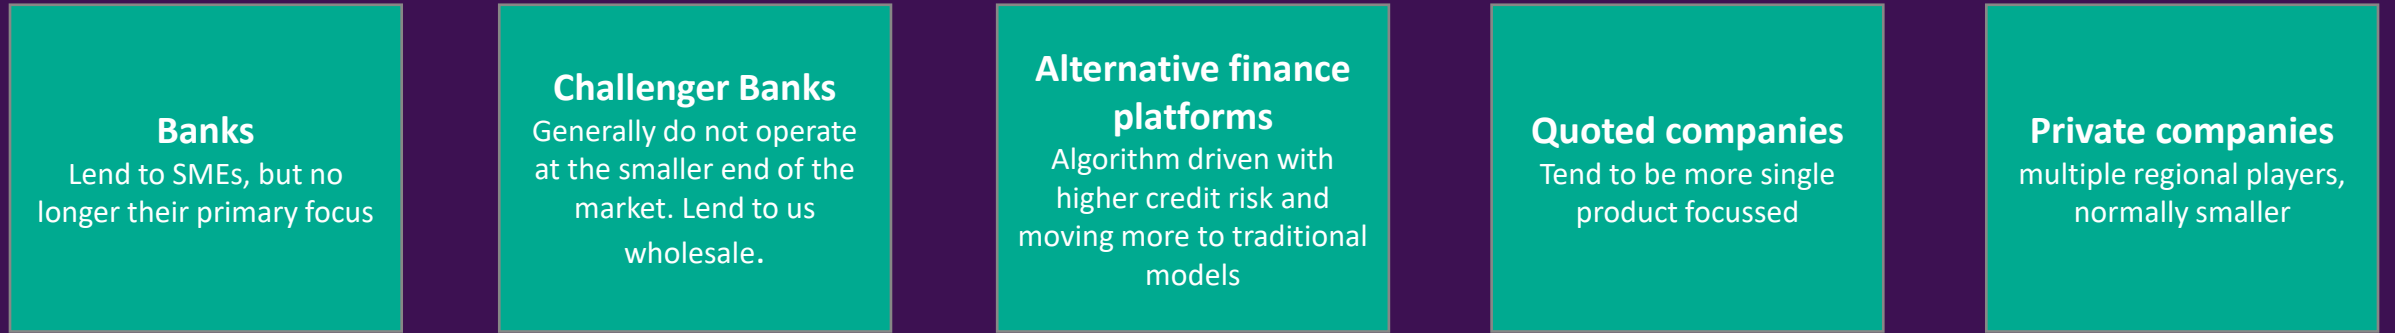 Banks
Lend to SMEs, but no
longer their primary focus
Challenger Banks
Generally do not operate
at the smaller end of the
market. Lend to us
wholesale.
Alternative finance
platforms
Algorithm driven with
higher credit risk and
moving more to traditional
models
Quoted companies
Tend to be more single
product focussed
Private companies
multiple regional players,
normally smaller